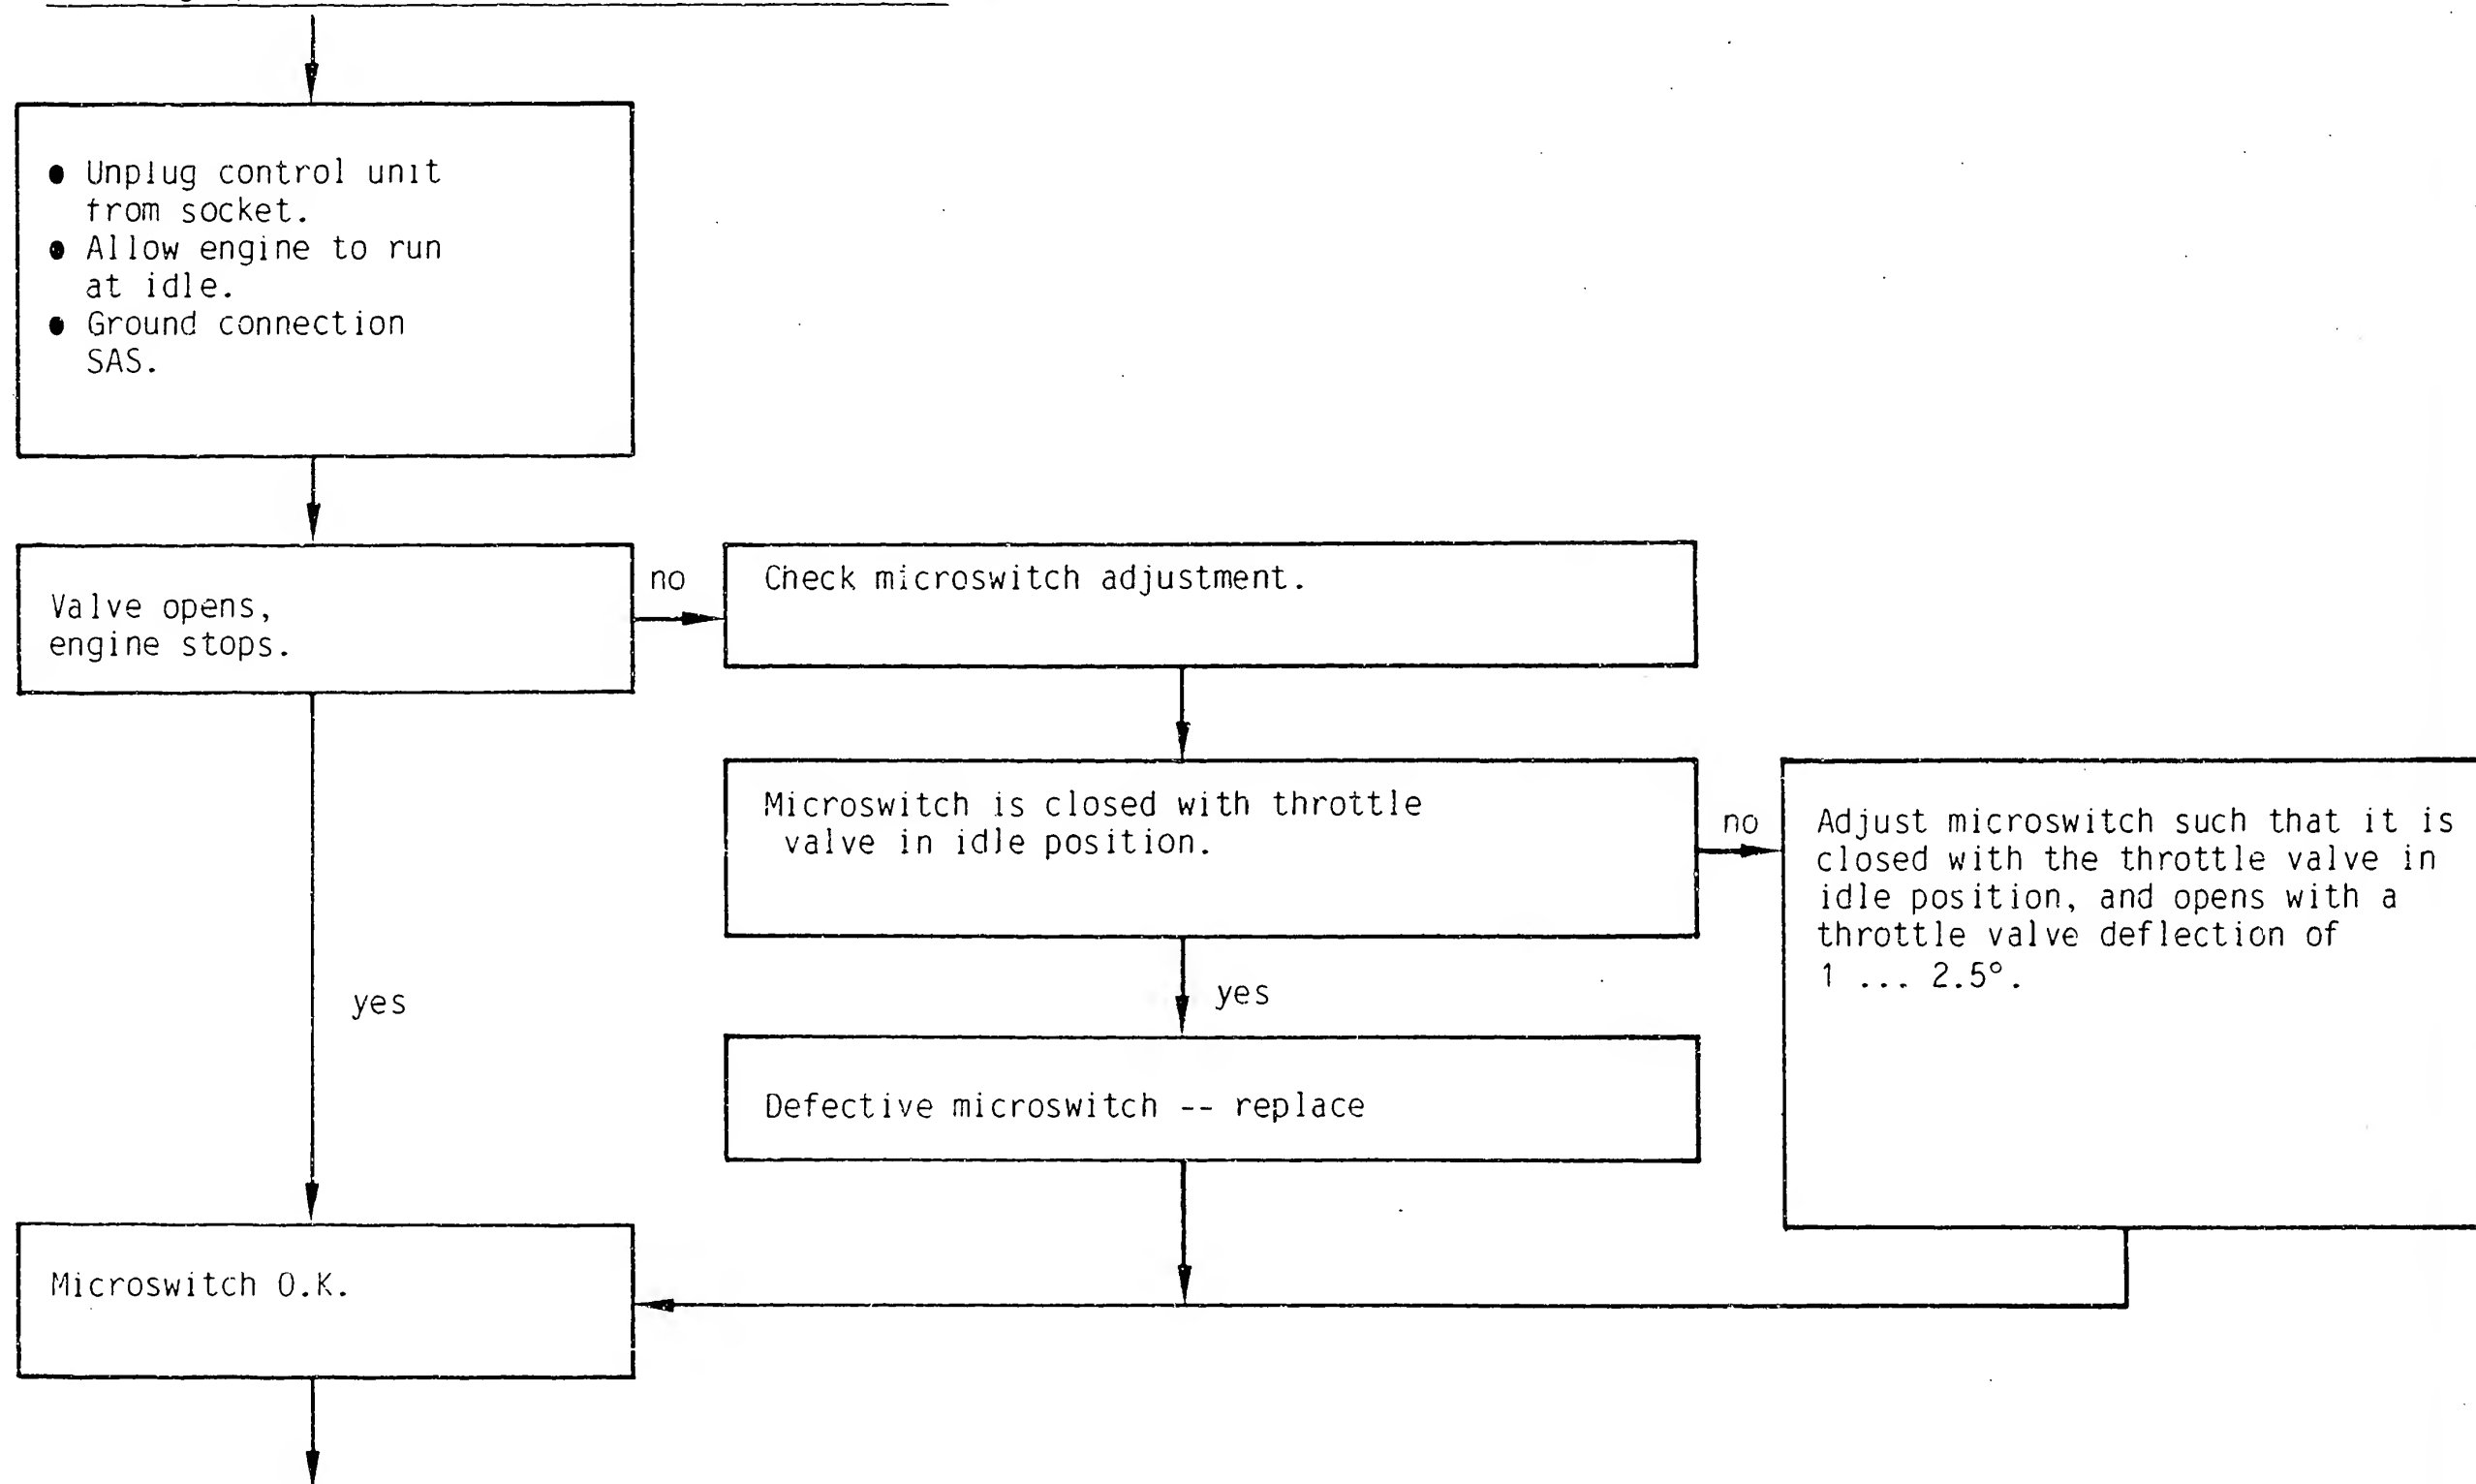 ● Unplug control unit
from socket.
● Allow engine to run
at idle.
● Ground connection
SAS.
Valve opens,
engine stops.
no
Check microswitch adjustment.
Microswitch is closed with throttle
valve in idle position.
no
Adjust microswitch such that it is
closed with the throttle valve in
idle position, and opens with a
throttle valve deflection of
1 ... 2.5°.
yes
yes
Defective microswitch -- replace
Microswitch O.K.